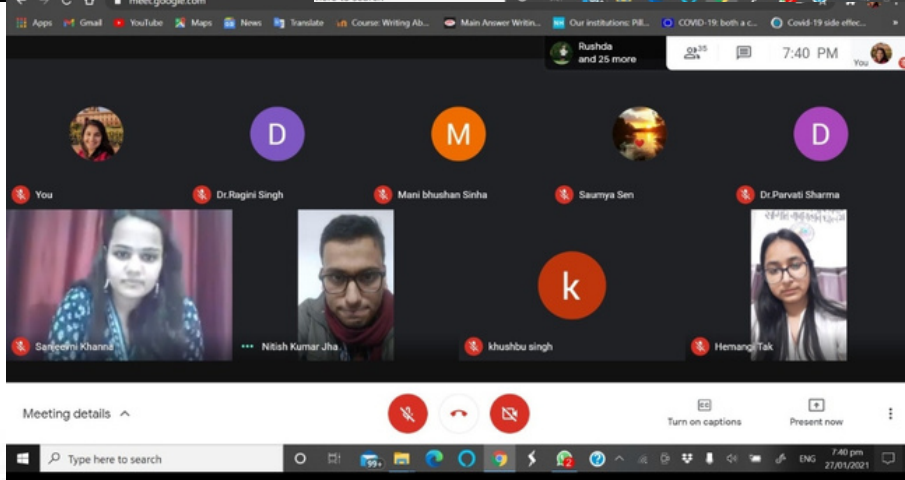 meet.google.com
Apps Gmail YouTube Maps News Translate Course: Writing Ab... Main Answer Writin... Our institutions: Pill... COVID-19: both a c... Covid-19 side effec...
Rushda
and 25 more
35
7:40 PM
You
D
M
D
You
Dr.Ragini Singh
Mani bhushan Sinha
Saumya Sen
Dr.Parvati Sharma
k
Sanjeevni Khanna
Nitish Kumar Jha
khushbu singh
Hemangi Tak
Meeting details
Turn on captions
Present now
Type here to search
99+
2
ENG
7:40 pm
27/01/2021